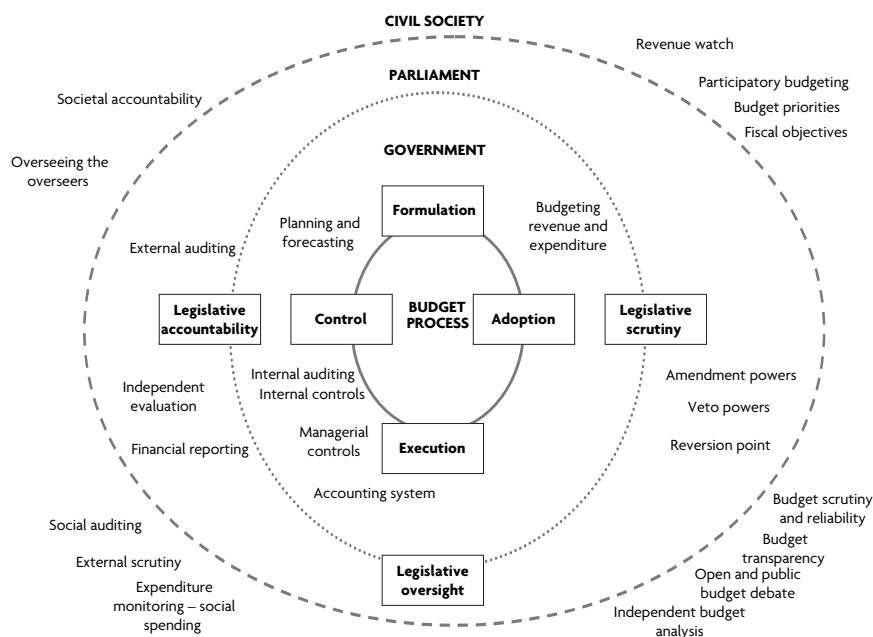 CIVIL SOCIETY
Revenue watch
PARLIAMENT
Participatory budgeting
Societal accountability
Budget priorities
Fiscal objectives
GOVERNMENT
Overseeing the
overseers
Formulation
Planning and
forecasting
Budgeting
revenue and
expenditure
External auditing
Legislative
accountability
Control
BUDGET
PROCESS
Adoption
Legislative
scrutiny
Internal auditing
Internal controls
Amendment powers
Independent
evaluation
Veto powers
Managerial
controls
Execution
Financial reporting
Reversion point
Accounting system
Budget scrutiny
and reliability
Social auditing
Budget
transparency
External scrutiny
Legislative
oversight
Open and public
budget debate
Expenditure
monitoring – social
spending
Independent budget
analysis